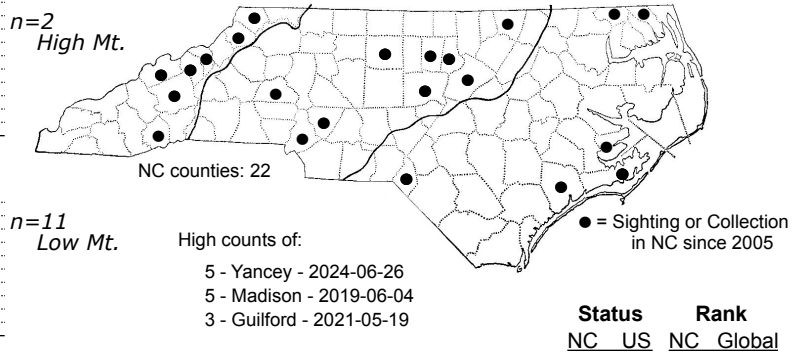 n=2
High Mt.
NC counties: 22
n=11
Low Mt.
High counts of:
5 - Yancey - 2024-06-26
5 - Madison - 2019-06-04
3 - Guilford - 2021-05-19
● = Sighting or Collection
in NC since 2005
Status Rank
NC US NC Global